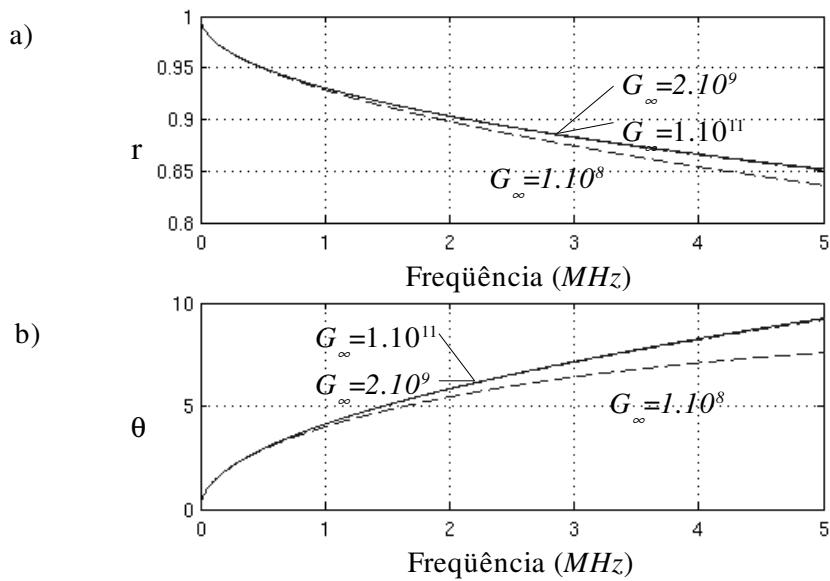 a)
1
0.95
0.9
0.85
0.8
r
G∞=2.10⁹
G∞=1.10¹¹
G∞=1.10⁸
0 1 2 3 4 5
Freqüência (MHz)
b)
10
5
0
θ
G∞=1.10¹¹
G∞=2.10⁹
G∞=1.10⁸
0 1 2 3 4 5
Freqüência (MHz)